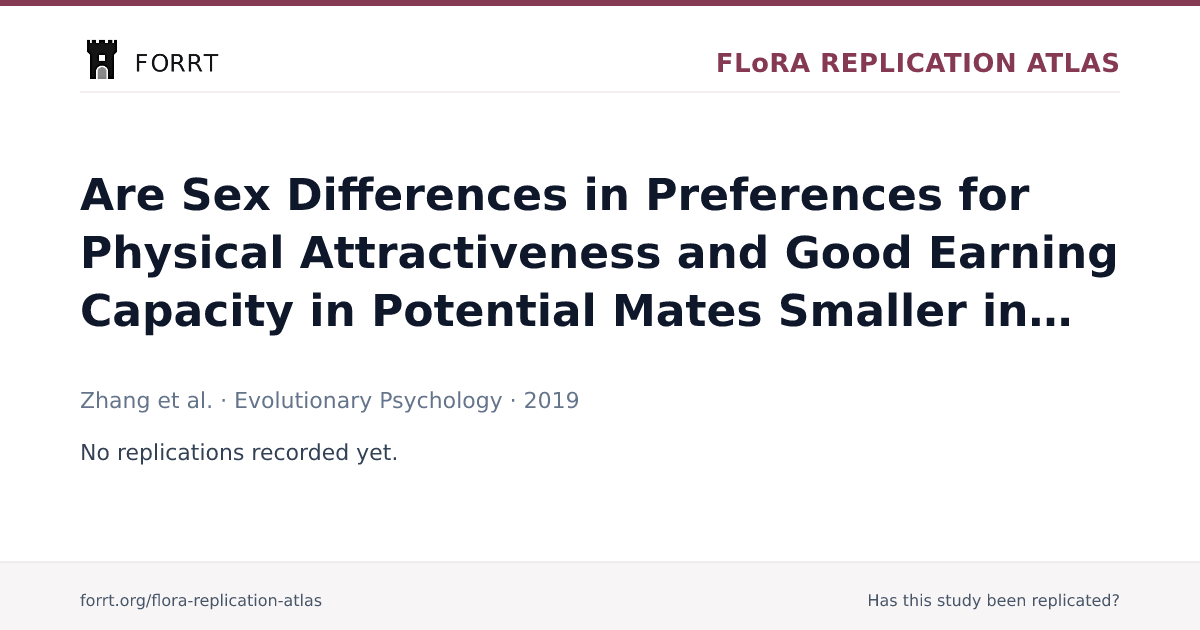 FORRT
FLoRA REPLICATION ATLAS
Are Sex Differences in Preferences for
Physical Attractiveness and Good Earning
Capacity in Potential Mates Smaller in…
Zhang et al. · Evolutionary Psychology · 2019
No replications recorded yet.
forrt.org/flora-replication-atlas
Has this study been replicated?